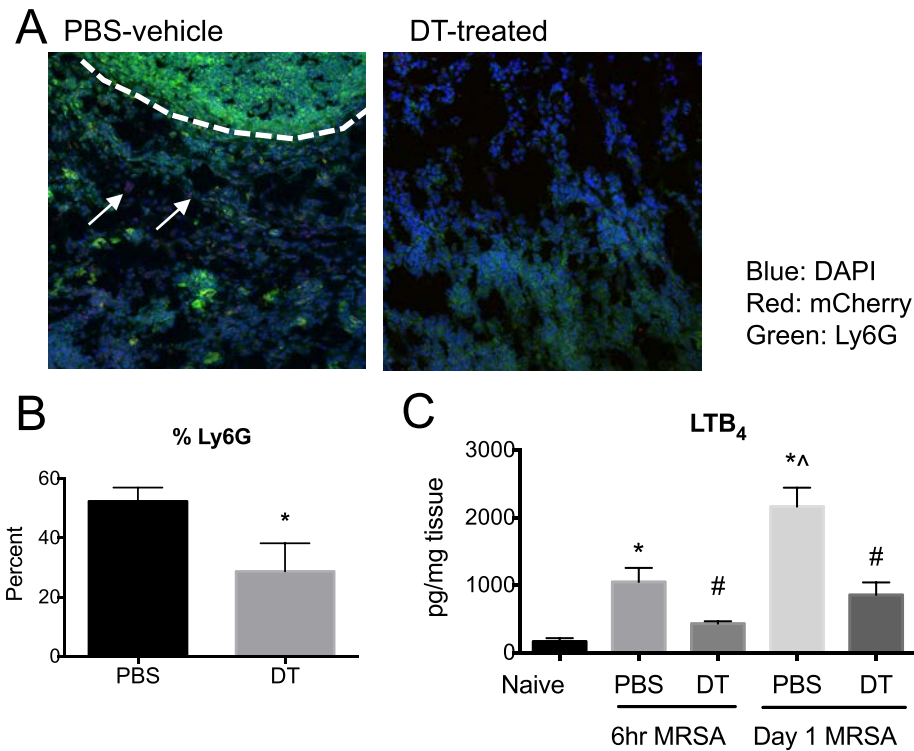 A PBS-vehicle DT-treated
Blue: DAPI
Red: mCherry
Green: Ly6G
B
% Ly6G
Percent
60
40
20
0
*
PBS DT
C
LTB4
pg/mg tissue
3000
2000
1000
0
* # *^ #
Naive PBS DT PBS DT
6hr MRSA Day 1 MRSA